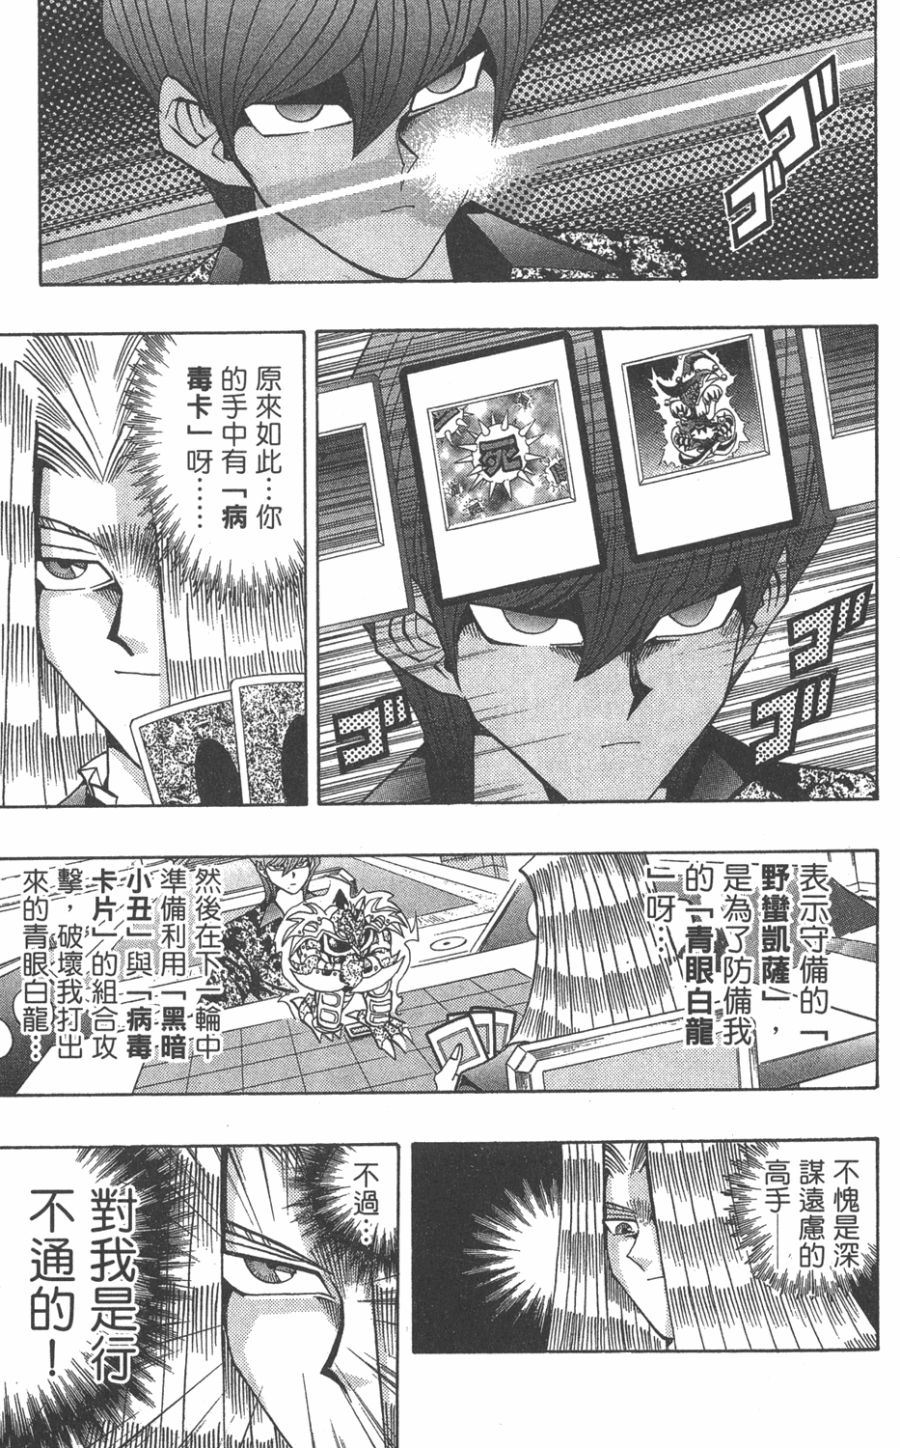 ゴゴ
原來如此…你
的手中有「病
毒卡」呀……
死
ゴゴ
ゴ
表示守備的「
野蠻凱薩」，
是為了防備我
的「青眼白龍
」呀…
然後在下一輪中
準備利用「黑暗
小丑」與「病毒
卡片」的組合攻
擊，破壞我打出
來的青眼白龍…
不愧是深
謀遠慮的
高手
不過…
對我是行
不通的！